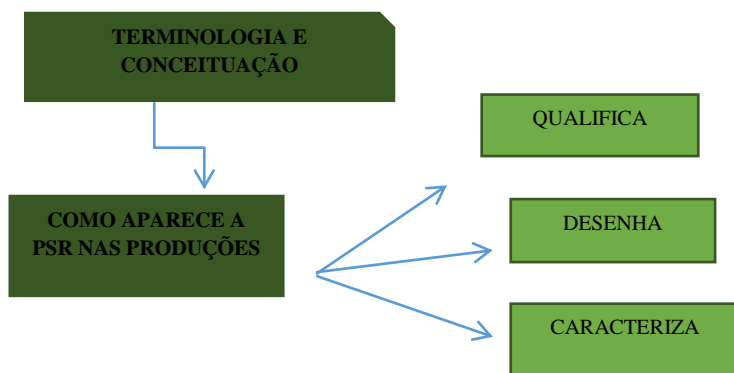 TERMINOLOGIA E
CONCEITUAÇÃO
QUALIFICA
COMO APARECE A
PSR NAS PRODUÇÕES
DESENHA
CARACTERIZA